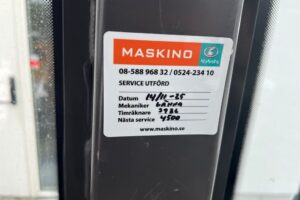 MASKINO Kubota
08-588 968 32 / 0524-234 10
SERVICE UTFÖRD
Datum 14/11-25
Mekaniker
Timräknare
Nästa service 4500
www.maskino.se